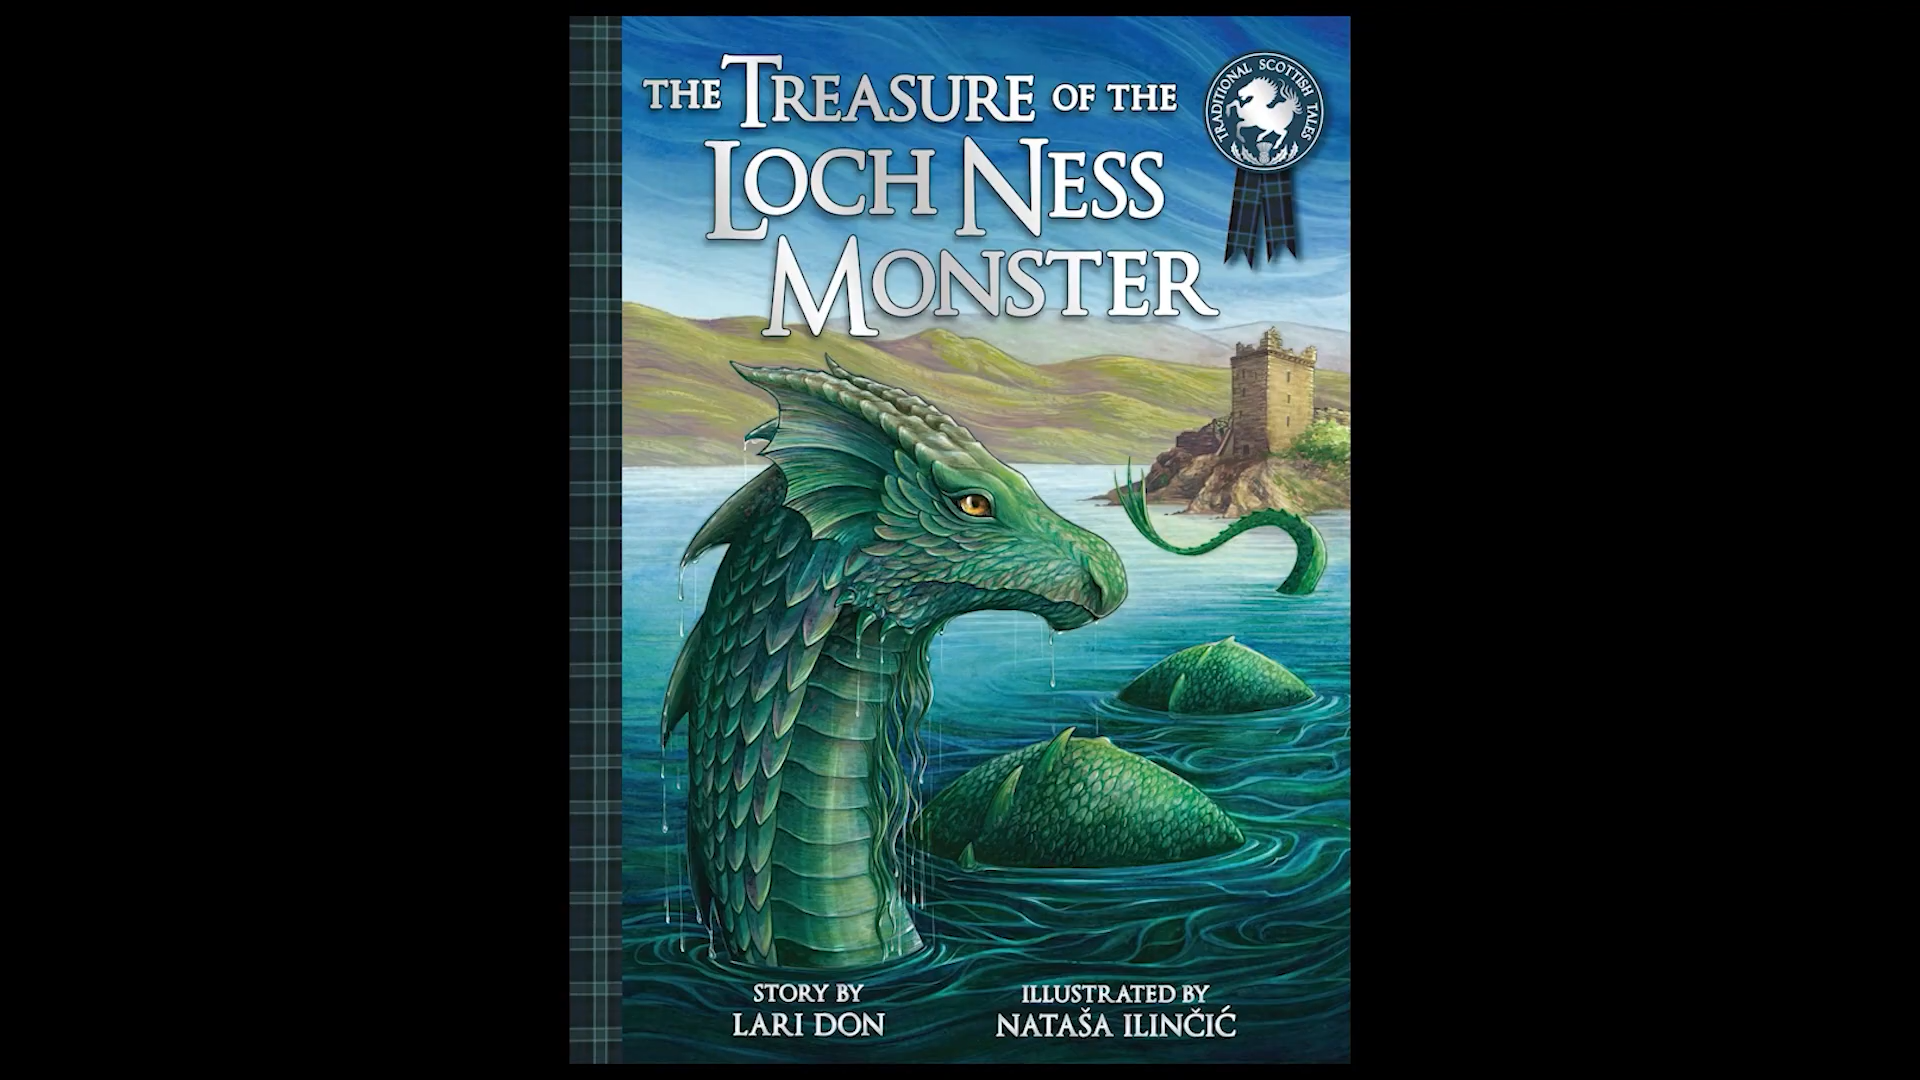 THE TREASURE OF THE
LOCH NESS
MONSTER
TRADITIONAL SCOTTISH TALES
STORY BY
LARI DON
ILLUSTRATED BY
NATAŠA ILINČIĆ